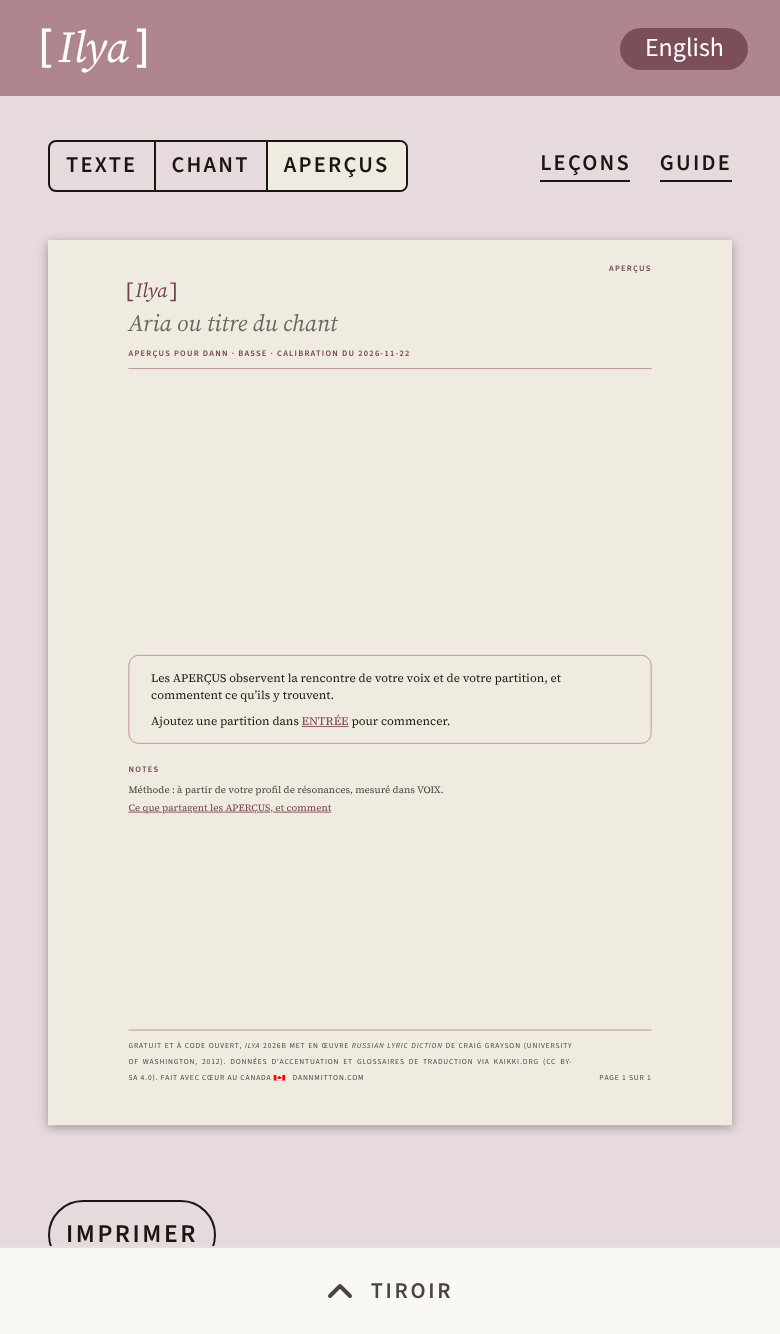 [Ilya]
English
TEXTE
CHANT
APERÇUS
LEÇONS
GUIDE
APERÇUS
[Ilya]
Aria ou titre du chant
APERÇUS POUR DANN · BASSE · CALIBRATION DU 2026-11-22
Les APERÇUS observent la rencontre de votre voix et de votre partition, et
commentent ce qu’ils y trouvent.
Ajoutez une partition dans ENTRÉE pour commencer.
NOTES
Méthode : à partir de votre profil de résonances, mesuré dans VOIX.
Ce que partagent les APERÇUS, et comment
GRATUIT ET À CODE OUVERT, ILYA 2026B MET EN ŒUVRE RUSSIAN LYRIC DICTION DE CRAIG GRAYSON (UNIVERSITY
OF WASHINGTON, 2012). DONNÉES D’ACCENTUATION ET GLOSSAIRES DE TRADUCTION VIA KAIKKI.ORG (CC BY-
SA 4.0). FAIT AVEC CŒUR AU CANADA 🇨🇦 DANNMITTON.COM
PAGE 1 SUR 1
IMPRIMER
TIROIR